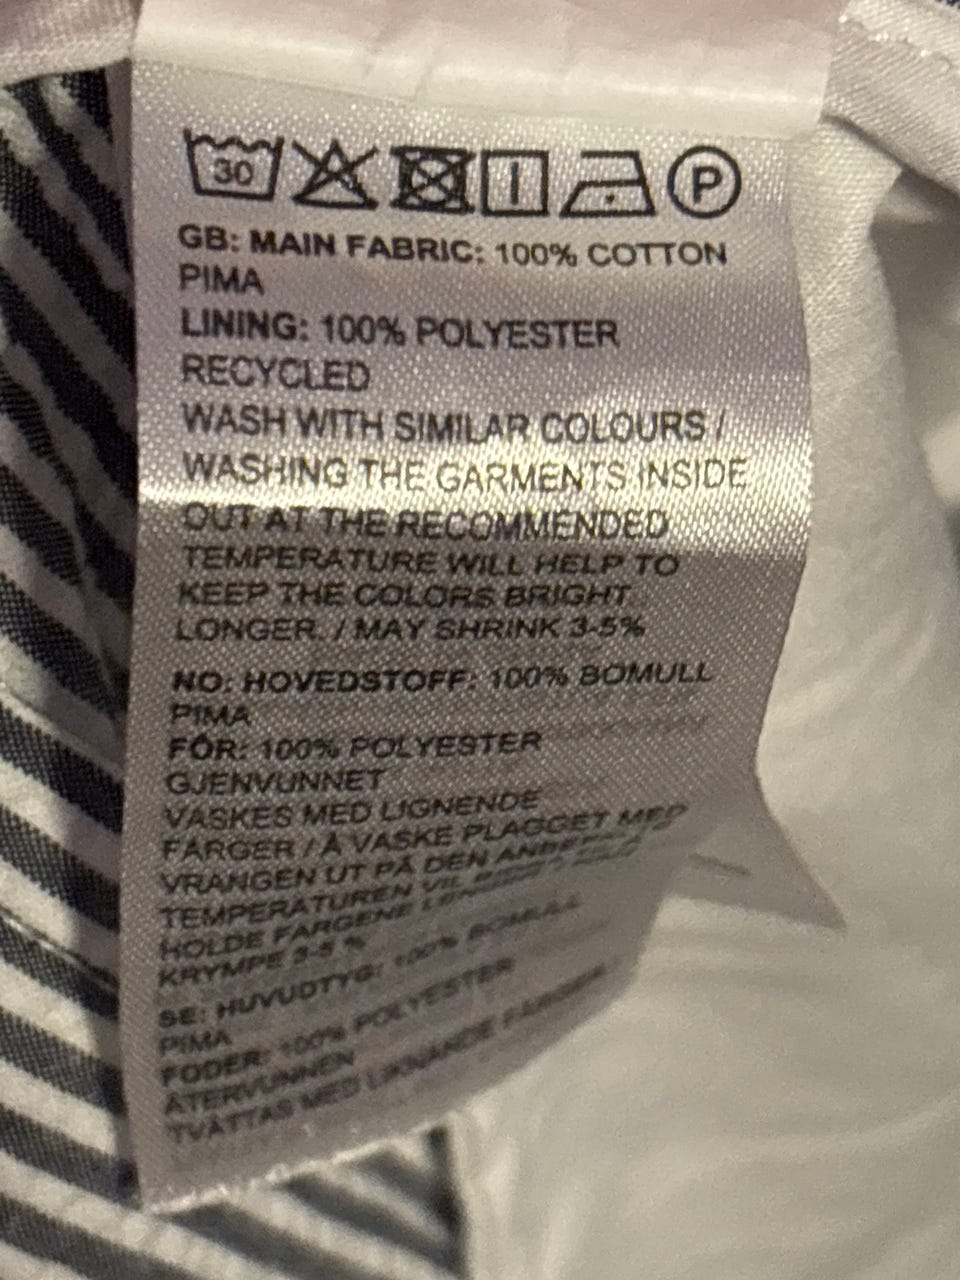 30 P
GB: MAIN FABRIC: 100% COTTON
PIMA
LINING: 100% POLYESTER
RECYCLED
WASH WITH SIMILAR COLOURS /
WASHING THE GARMENTS INSIDE
OUT AT THE RECOMMENDED
TEMPERATURE WILL HELP TO
KEEP THE COLORS BRIGHT
LONGER. / MAY SHRINK 3-5%
NO: HOVEDSTOFF: 100% BOMULL
PIMA
FÔR: 100% POLYESTER
GJENVUNNET
VASKES MED LIGNENDE
FARGER / Å VASKE PLAGGET MED
VRANGEN UT PÅ DEN
TEMPERATUREN VIL
HOLDE FARGENE
KRYMPE 3-5 %
SE: HUVUDTYG: 100% BOMULL
PIMA
FODER: 100% POLYESTER
ÅTERVUNNEN
TVÄTTAS MED LIKNANDE FÄRGER